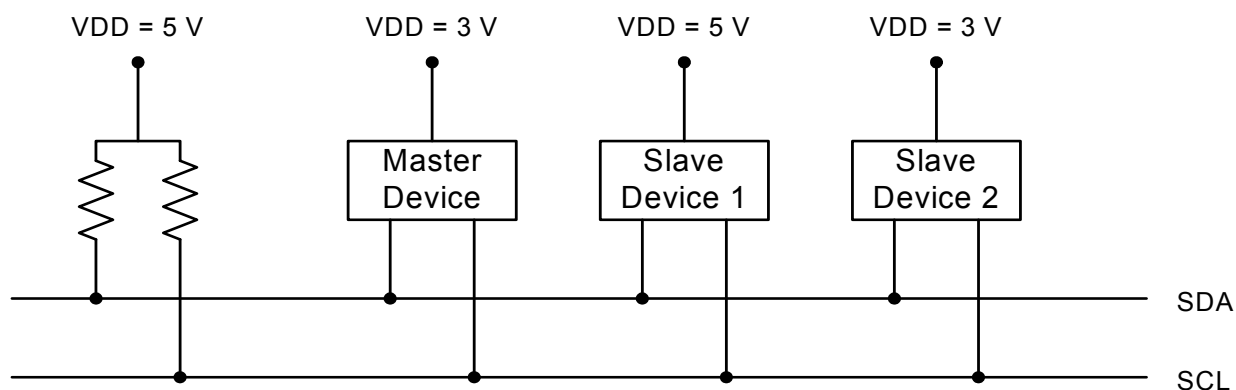 VDD = 5 V
VDD = 3 V
VDD = 5 V
VDD = 3 V
Master
Device
Slave
Device 1
Slave
Device 2
SDA
SCL